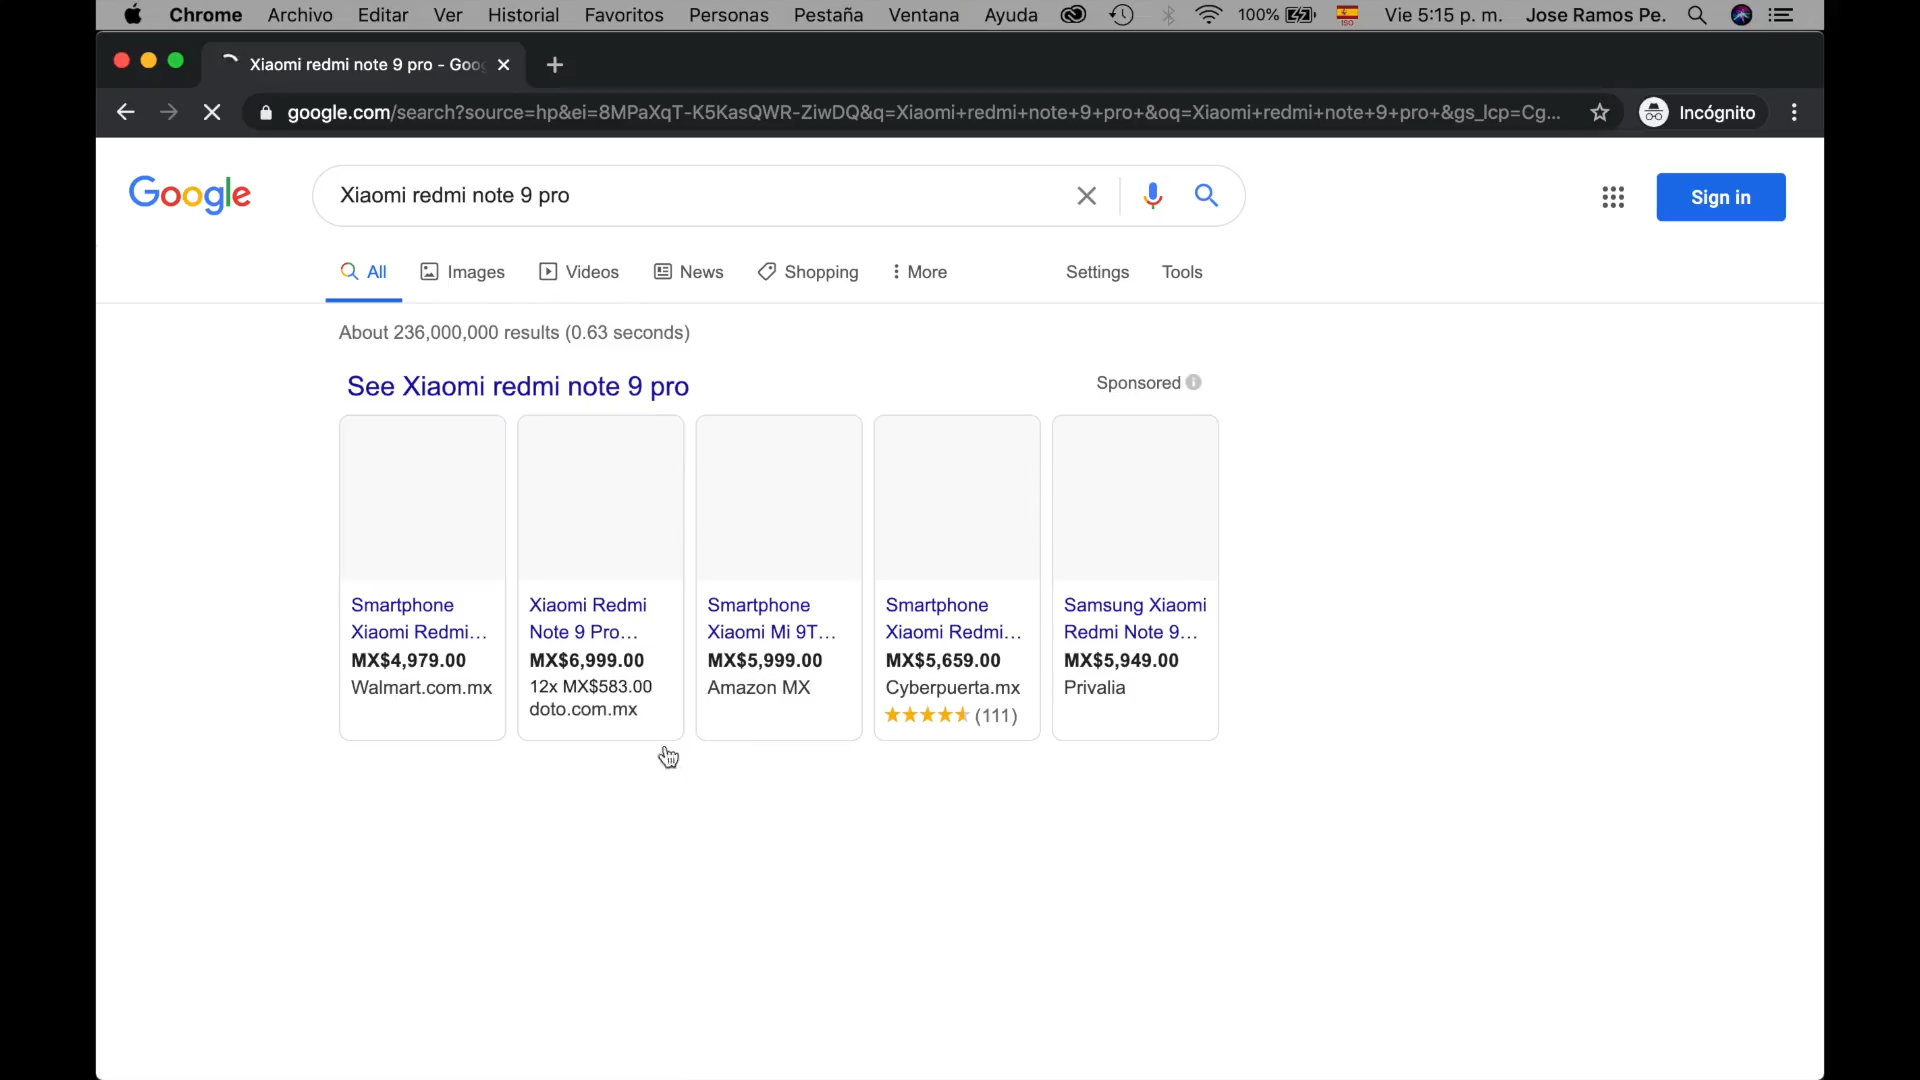 Chrome Archivo Editar Ver Historial Favoritos Personas Pestaña Ventana Ayuda 100% ISO Vie 5:15 p. m. Jose Ramos Pe.
Xiaomi redmi note 9 pro - Goo
google.com/search?source=hp&ei=8MPaXqT-K5KasQWR-ZiwDQ&q=Xiaomi+redmi+note+9+pro+&oq=Xiaomi+redmi+note+9+pro+&gs_lcp=Cg... Incógnito
Google Xiaomi redmi note 9 pro Sign in
All Images Videos News Shopping More Settings Tools
About 236,000,000 results (0.63 seconds)
See Xiaomi redmi note 9 pro Sponsored
Smartphone
Xiaomi Redmi...
MX$4,979.00
Walmart.com.mx
Xiaomi Redmi
Note 9 Pro...
MX$6,999.00
12x MX$583.00
doto.com.mx
Smartphone
Xiaomi Mi 9T...
MX$5,999.00
Amazon MX
Smartphone
Xiaomi Redmi...
MX$5,659.00
Cyberpuerta.mx
(111)
Samsung Xiaomi
Redmi Note 9...
MX$5,949.00
Privalia